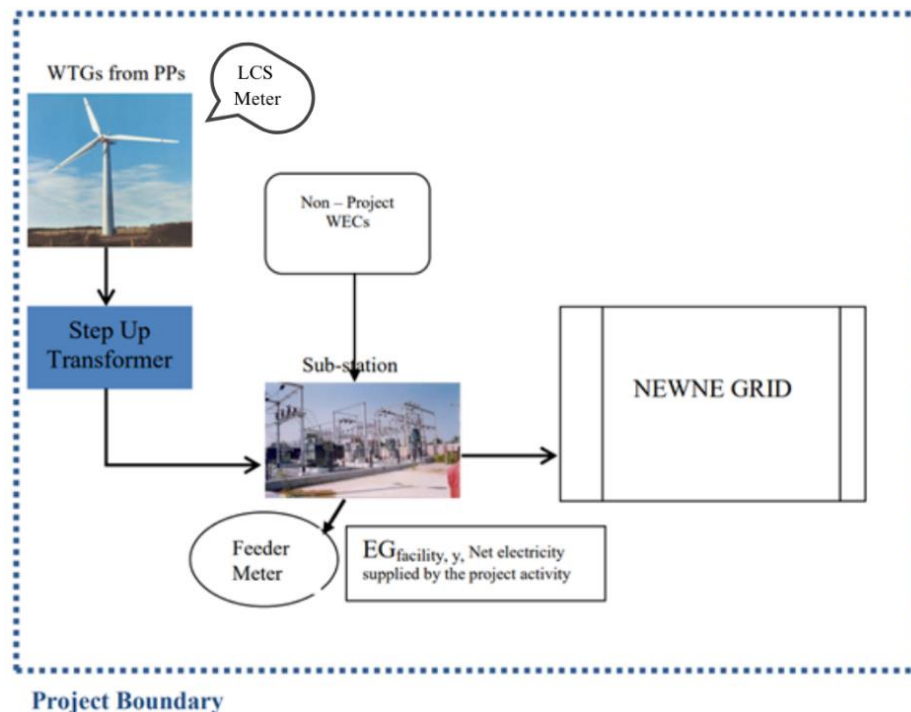 WTGs from PPs
LCS
Meter
Non – Project
WECs
Step Up
Transformer
Sub-station
NEWNE GRID
Feeder
Meter
EGfacility, y, Net electricity
supplied by the project activity
Project Boundary